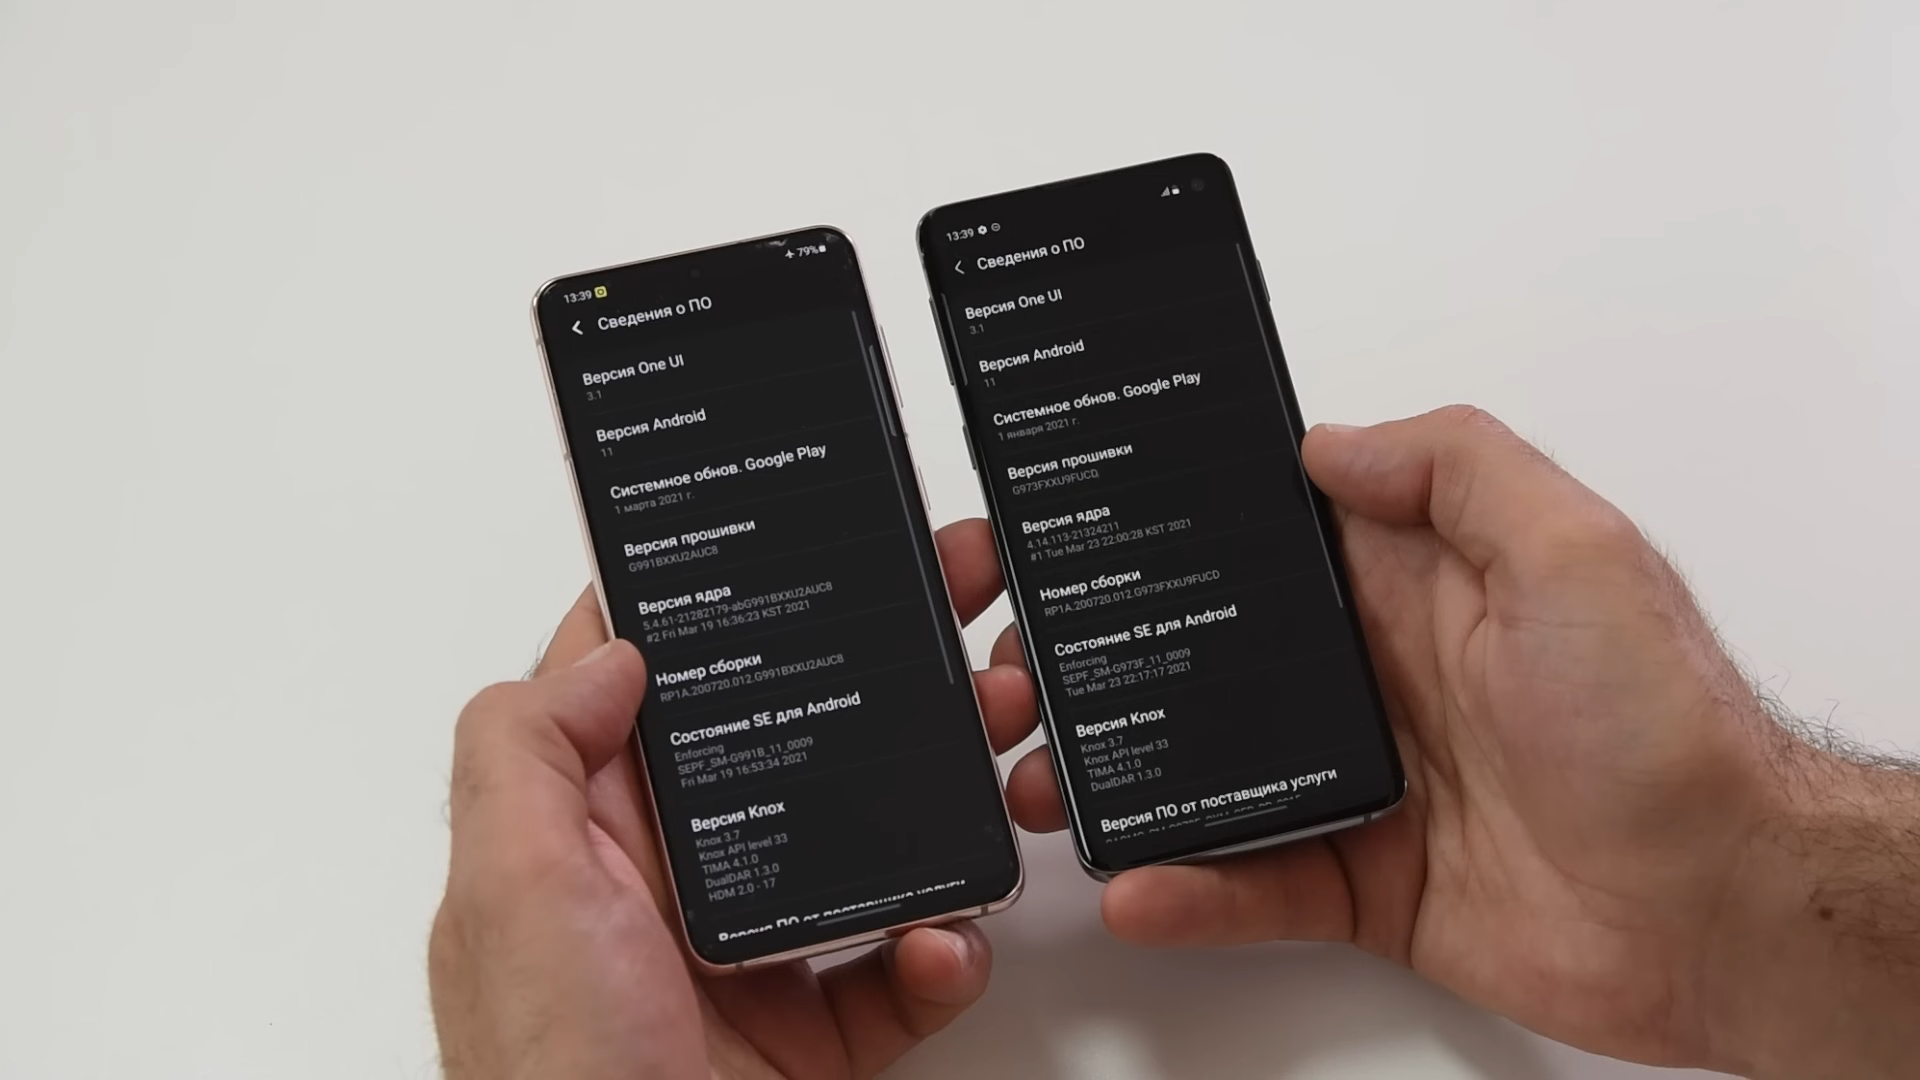 13:39
79%
Сведения о ПО
Версия One UI
3.1
Версия Android
11
Системное обнов. Google Play
1 марта 2021 г.
Версия прошивки
G991BXXU2AUC8
Версия ядра
5.4.61-21282179-abG991BXXU2AUC8
#2 Fri Mar 19 16:36:23 KST 2021
Номер сборки
RP1A.200720.012.G991BXXU2AUC8
Состояние SE для Android
Enforcing
SEPF_SM-G991B_11_0009
Fri Mar 19 16:53:34 2021
Версия Knox
Knox 3.7
Knox API level 33
TIMA 4.1.0
DualDAR 1.3.0
HDM 2.0 - 17
Версия ПО от поставщика услуги
13:39
Сведения о ПО
Версия One UI
3.1
Версия Android
11
Системное обнов. Google Play
1 января 2021 г.
Версия прошивки
G973FXXU9FUCD
Версия ядра
4.14.113-21324211
#1 Tue Mar 23 22:00:28 KST 2021
Номер сборки
RP1A.200720.012.G973FXXU9FUCD
Состояние SE для Android
Enforcing
SEPF_SM-G973F_11_0009
Tue Mar 23 22:17:17 2021
Версия Knox
Knox 3.7
Knox API level 33
TIMA 4.1.0
DualDAR 1.3.0
Версия ПО от поставщика услуги